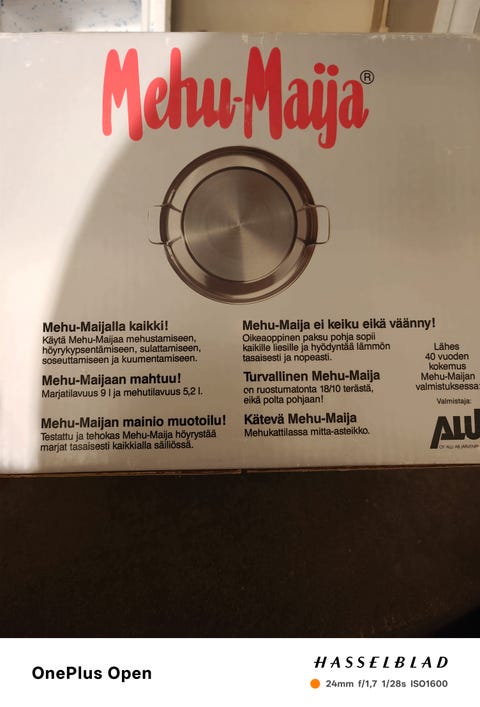 Mehu-Maija®
Mehu-Maijalla kaikki!
Käytä Mehu-Maijaa mehustamiseen,
höyrykypsentämiseen, sulattamiseen,
soseuttamiseen ja kuumentamiseen.
Mehu-Maijaan mahtuu!
Marjatilavuus 9 l ja mehutilavuus 5,2 l.
Mehu-Maijan mainio muotoilu!
Testattu ja tehokas Mehu-Maija höyrystää
marjat tasaisesti kaikkialla säiliössä.
Mehu-Maija ei keiku eikä väänny!
Oikeaoppinen paksu pohja sopii
kaikille liesille ja hyödyntää lämmön
tasaisesti ja nopeasti.
Turvallinen Mehu-Maija
on ruostumatonta 18/10 terästä,
eikä polta pohjaan!
Kätevä Mehu-Maija
Mehukattilassa mitta-asteikko.
Lähes
40 vuoden
kokemus
Mehu-Maijan
valmistuksessa
Valmistaja:
ALU
OnePlus Open
HASSELBLAD
24mm f/1,7 1/28s ISO1600